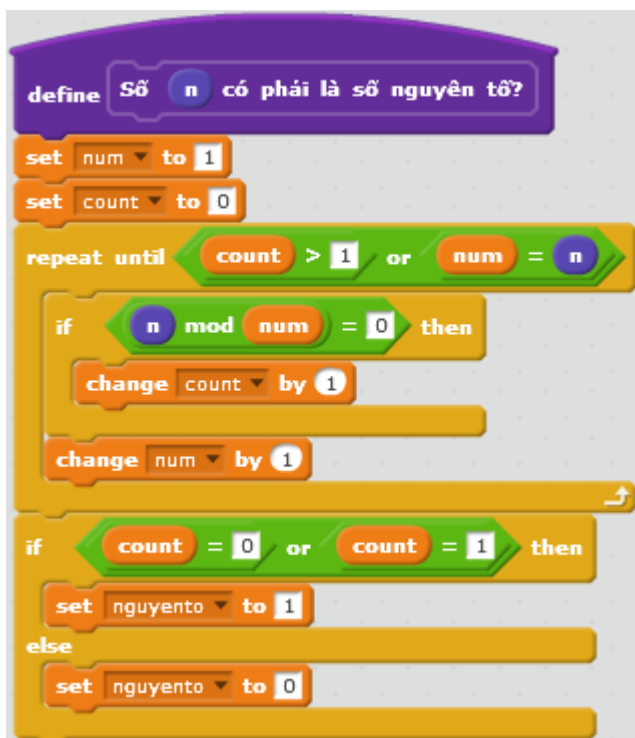 define Số n có phải là số nguyên tố?
set num to 1
set count to 0
repeat until count > 1 or num = n
if n mod num = 0 then
change count by 1
change num by 1
if count = 0 or count = 1 then
set nguyento to 1
else
set nguyento to 0